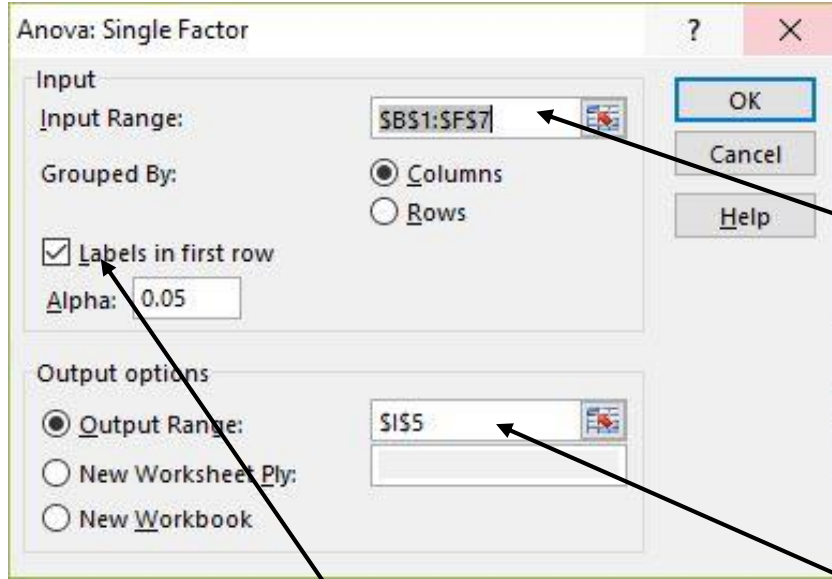 Anova: Single Factor ? ×
Input
Input Range: $B$1:$F$7
Grouped By: Columns
Rows
Labels in first row
Alpha: 0.05
OK
Cancel
Help
Output options
Output Range: $I$5
New Worksheet Ply:
New Workbook